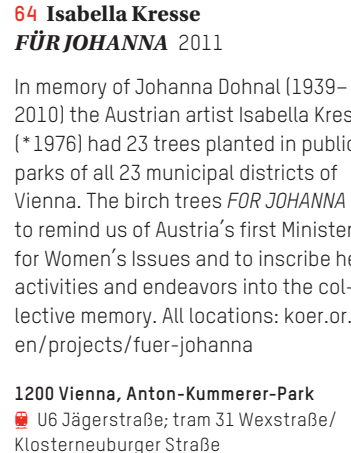 64 Isabella Kresse
FÜR JOHANNA 2011
In memory of Johanna Dohnal (1939–
2010) the Austrian artist Isabella Kres
(*1976) had 23 trees planted in public
parks of all 23 municipal districts of
Vienna. The birch trees FOR JOHANNA
to remind us of Austria´s first Minister
for Women´s Issues and to inscribe he
activities and endeavors into the col-
lective memory. All locations: koer.or.
en/projects/fuer-johanna
1200 Vienna, Anton-Kummerer-Park
U6 Jägerstraße; tram 31 Wexstraße/
Klosterneuburger Straße